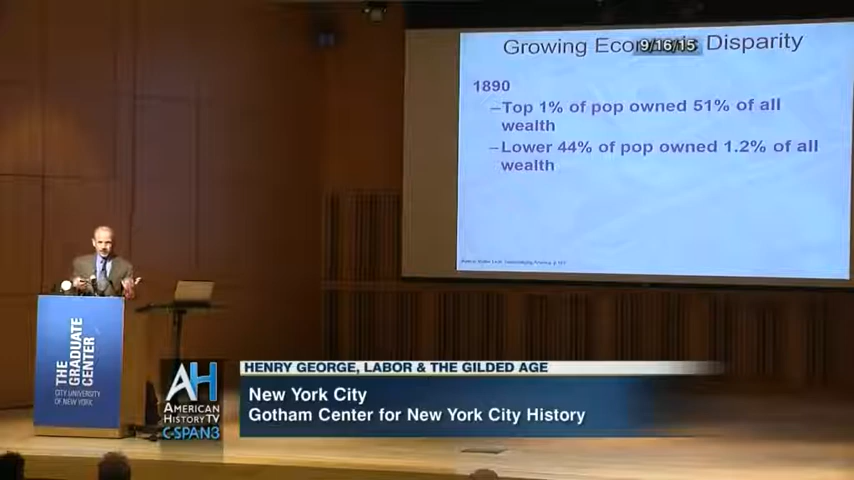 Growing Economic Disparity
9/16/15
1890
–Top 1% of pop owned 51% of all
wealth
–Lower 44% of pop owned 1.2% of all
wealth
THE
GRADUATE
CENTER
CITY UNIVERSITY
OF NEW YORK
HENRY GEORGE, LABOR & THE GILDED AGE
AH
AMERICAN
HISTORY TV
C-SPAN3
New York City
Gotham Center for New York City History